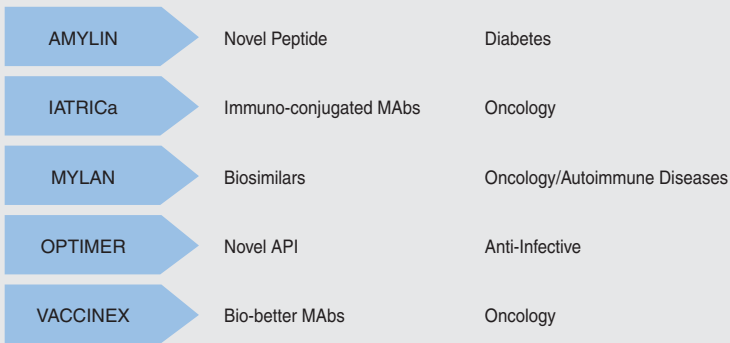 AMYLIN Novel Peptide Diabetes
IATRICa Immuno-conjugated MAbs Oncology
MYLAN Biosimilars Oncology/Autoimmune Diseases
OPTIMER Novel API Anti-Infective
VACCINEX Bio-better MAbs Oncology